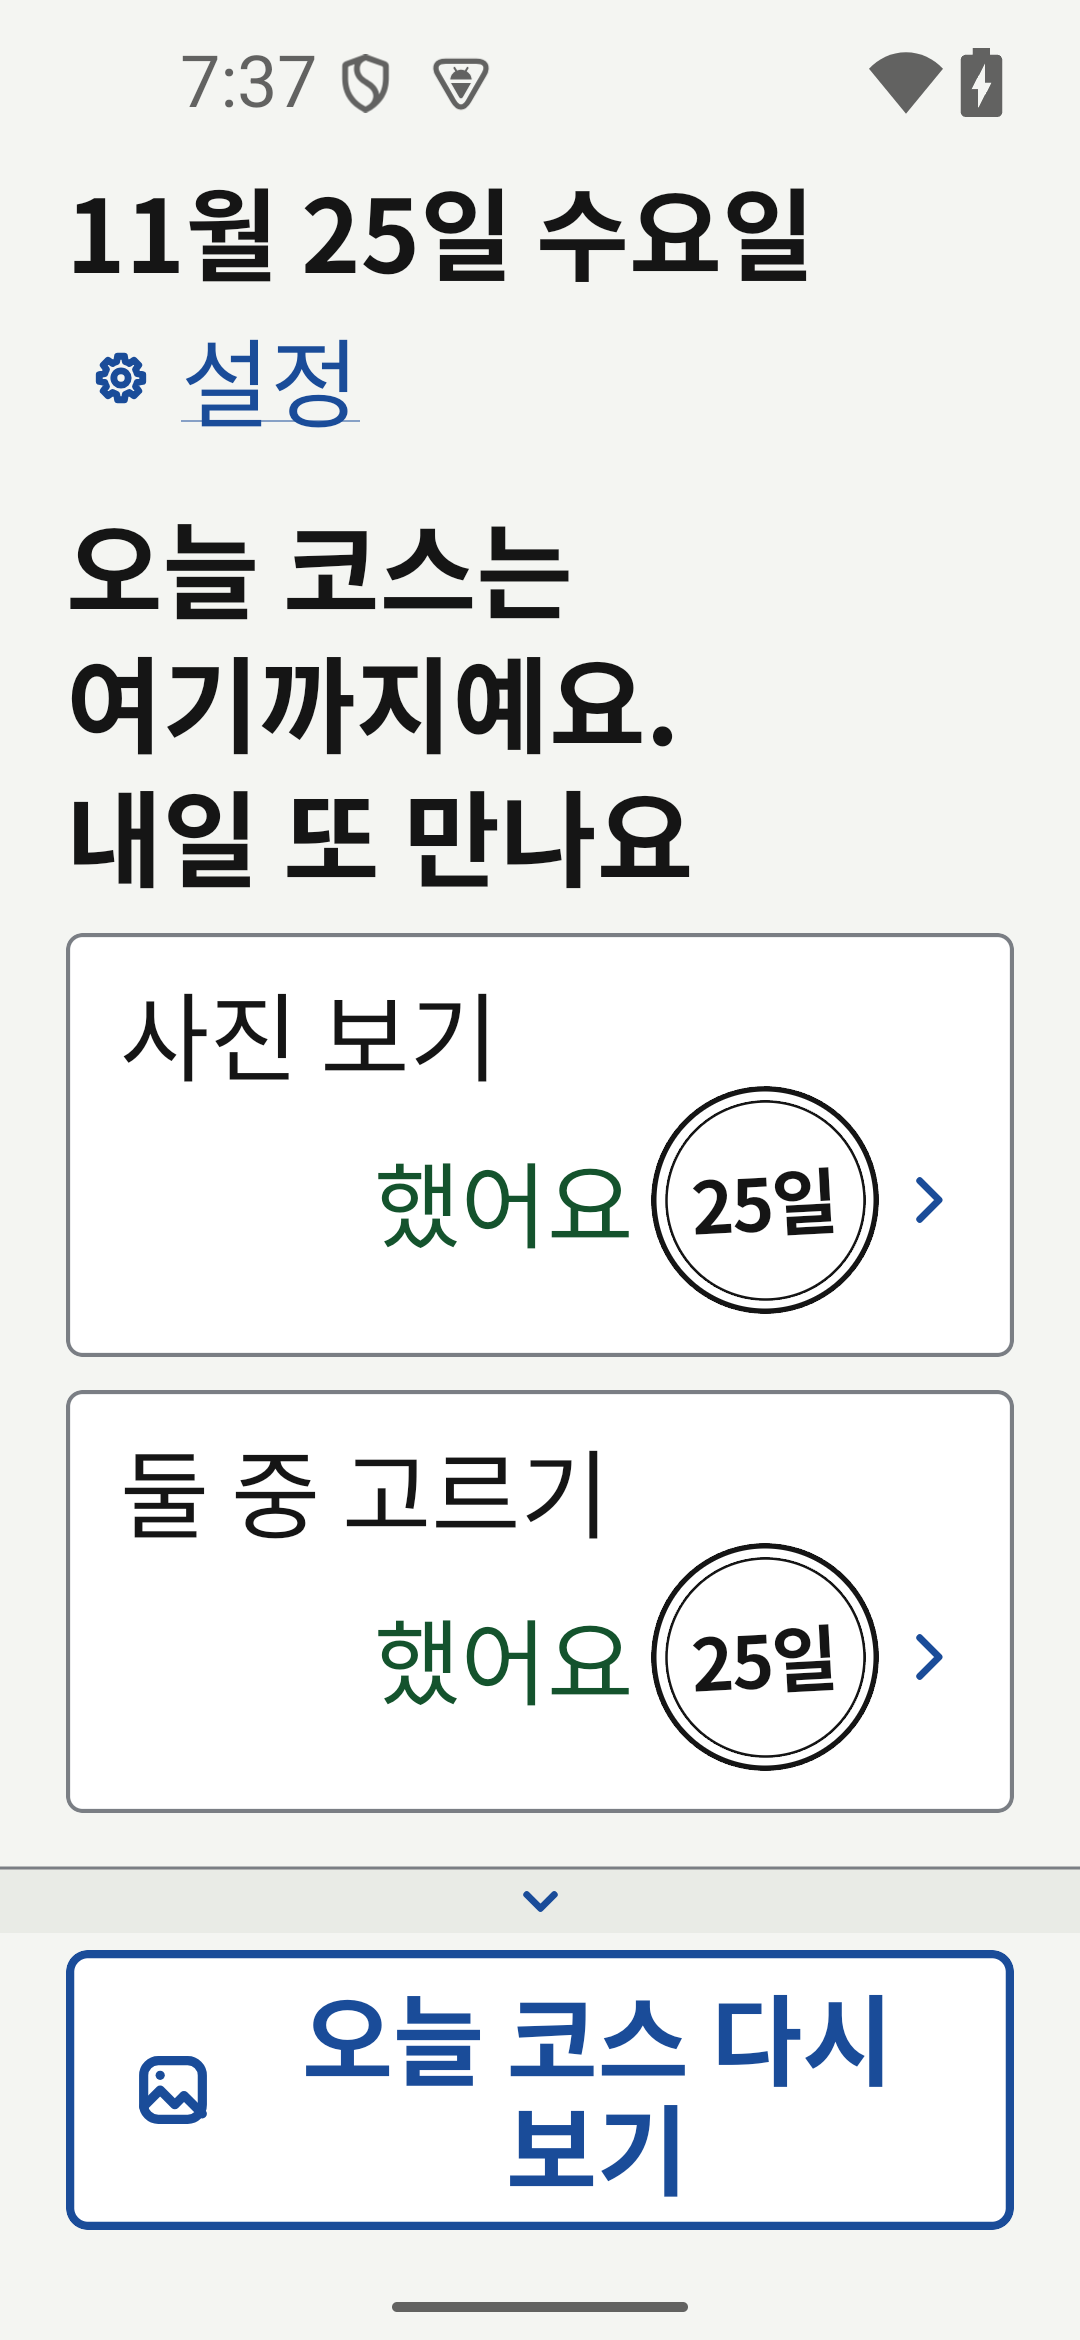 7:37
11월 25일 수요일
설정
오늘 코스는
여기까지예요.
내일 또 만나요
사진 보기
했어요
25일
둘 중 고르기
했어요
25일
오늘 코스 다시
보기